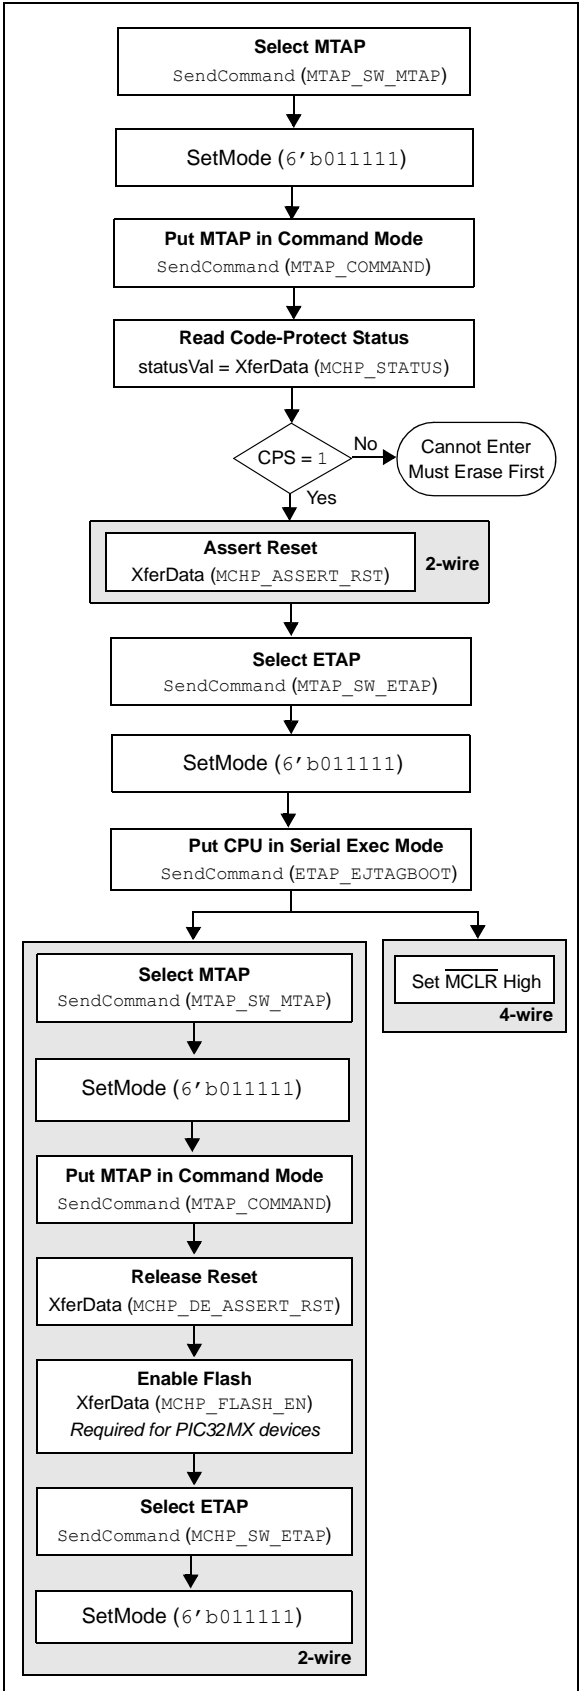 Select MTAP
SendCommand (MTAP_SW_MTAP)
SetMode (6′b011111)
Put MTAP in Command Mode
SendCommand (MTAP_COMMAND)
Read Code-Protect Status
statusVal = XferData (MCHP_STATUS)
CPS = 1
No
Cannot Enter
Must Erase First
Yes
Assert Reset
XferData (MCHP_ASSERT_RST)
2-wire
Select ETAP
SendCommand (MTAP_SW_ETAP)
SetMode (6′b011111)
Put CPU in Serial Exec Mode
SendCommand (ETAP_EJTAGBOOT)
Select MTAP
SendCommand (MTAP_SW_MTAP)
Set M̅C̅L̅R̅ High
4-wire
SetMode (6′b011111)
Put MTAP in Command Mode
SendCommand (MTAP_COMMAND)
Release Reset
XferData (MCHP_DE_ASSERT_RST)
Enable Flash
XferData (MCHP_FLASH_EN)
Required for PIC32MX devices
Select ETAP
SendCommand (MCHP_SW_ETAP)
SetMode (6′b011111)
2-wire